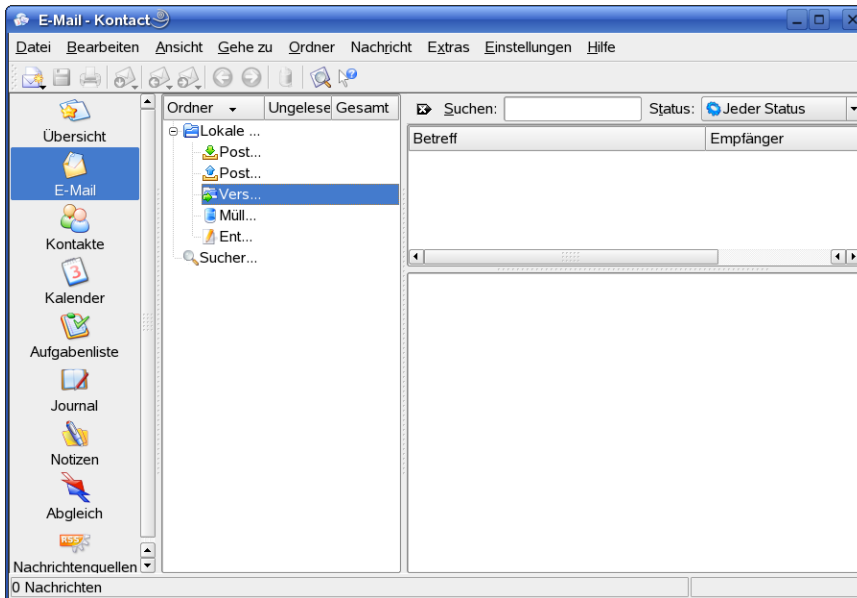 E-Mail - Kontact
Datei Bearbeiten Ansicht Gehe zu Ordner Nachricht Extras Einstellungen Hilfe
Übersicht
E-Mail
Kontakte
Kalender
3
Aufgabenliste
Journal
Notizen
Abgleich
RSS
Nachrichtenquellen
Ordner Ungelese Gesamt
Lokale ...
Post...
Post...
Vers...
Müll...
Ent...
Sucher...
Suchen: Status: Jeder Status
Betreff Empfänger
0 Nachrichten